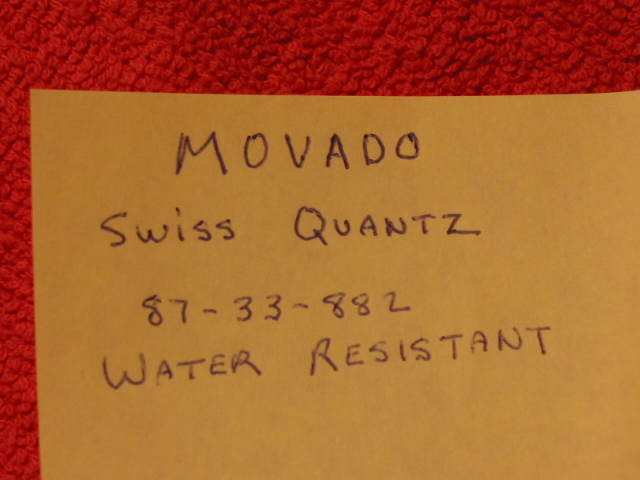 MOVADO
Swiss QUANTZ
87-33-882
WATER RESISTANT